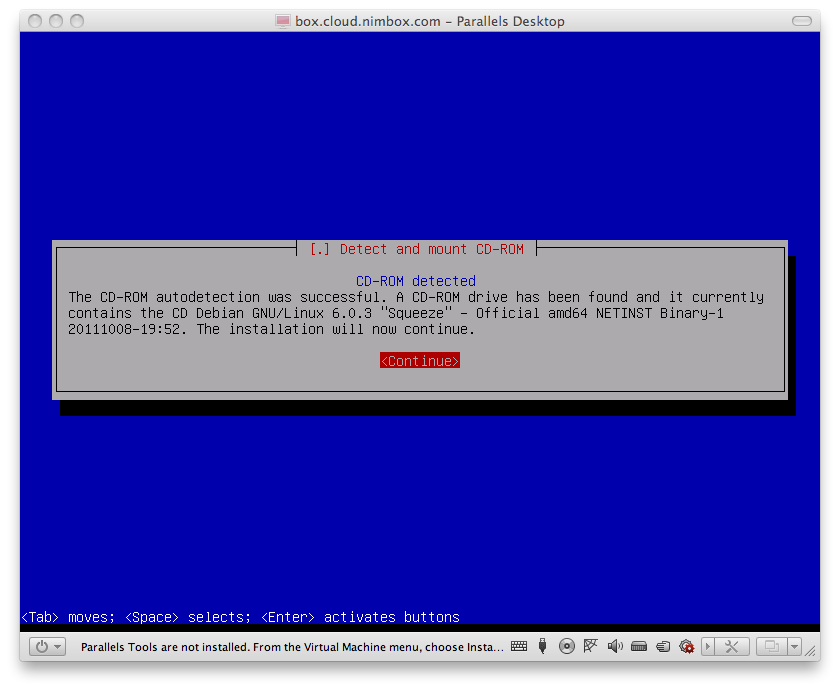 box.cloud.nimbox.com – Parallels Desktop
[.] Detect and mount CD-ROM
CD-ROM detected
The CD-ROM autodetection was successful. A CD-ROM drive has been found and it currently
contains the CD Debian GNU/Linux 6.0.3 "Squeeze" - Official amd64 NETINST Binary-1
20111008-19:52. The installation will now continue.
<Continue>
<Tab> moves; <Space> selects; <Enter> activates buttons
Parallels Tools are not installed. From the Virtual Machine menu, choose Insta...